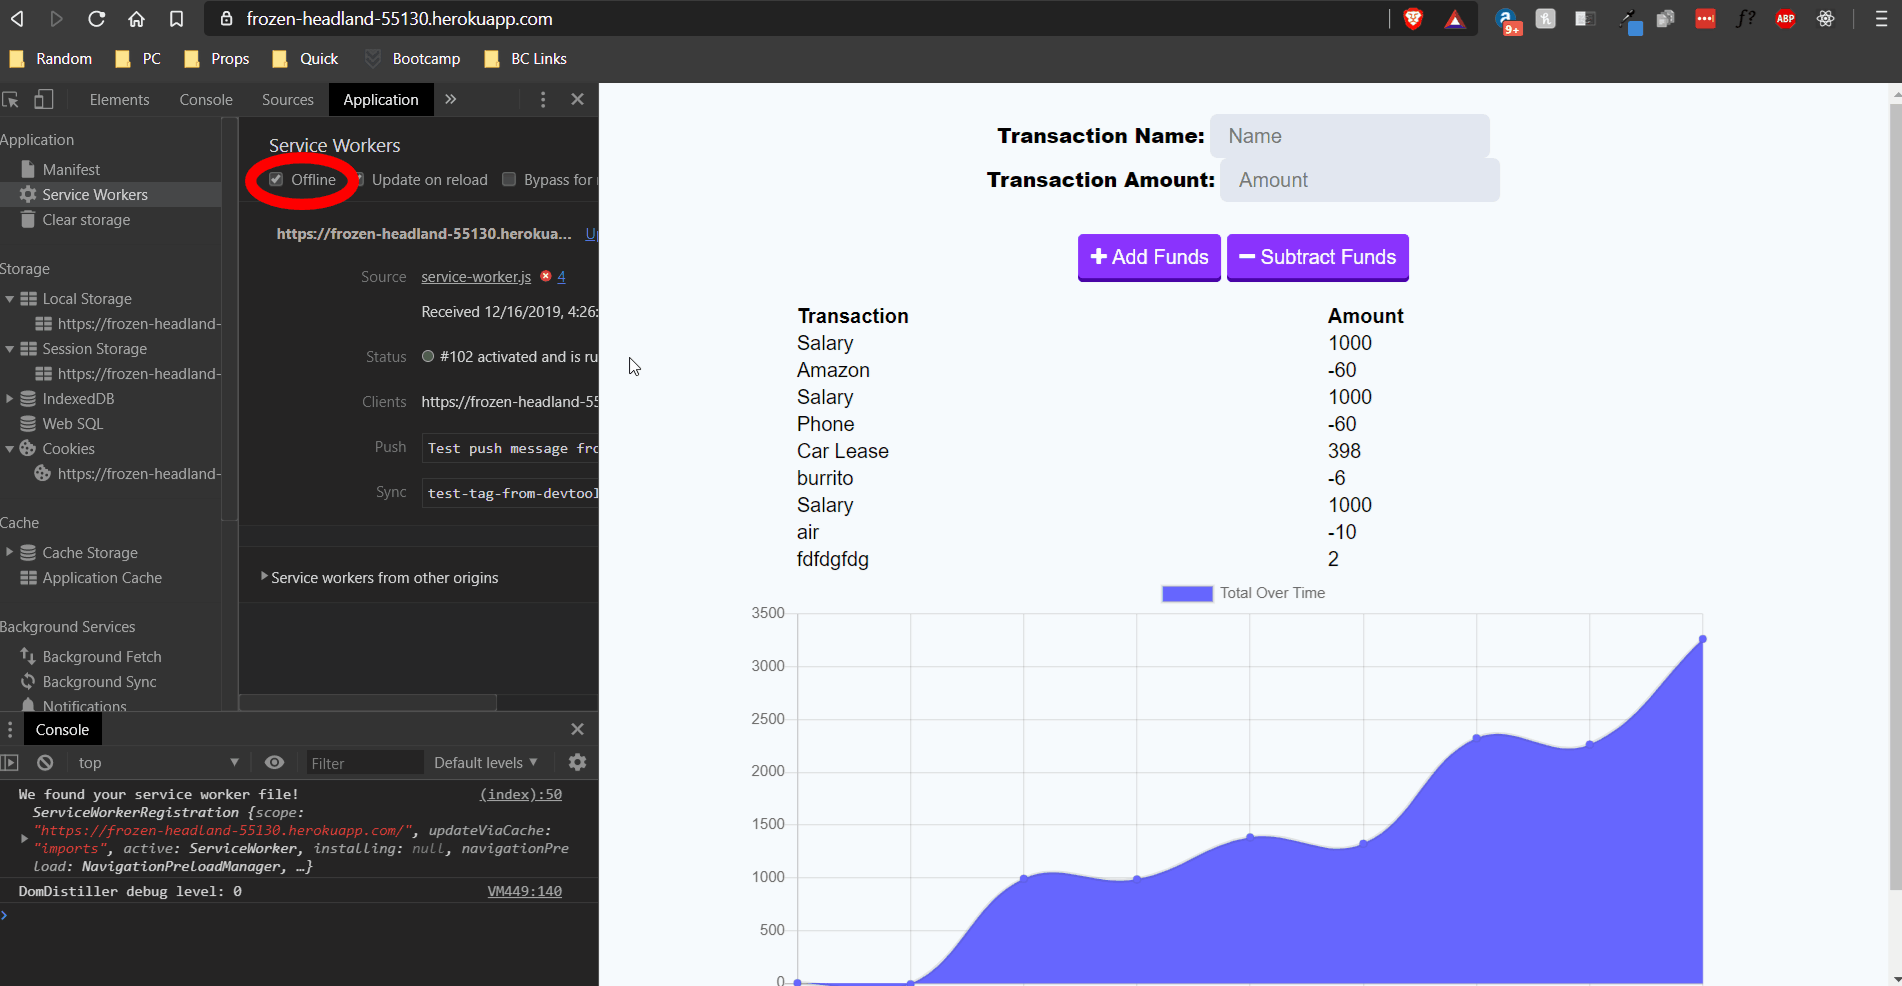 frozen-headland-55130.herokuapp.com
9+
ABP
f?
Random
PC
Props
Quick
Bootcamp
BC Links
Elements
Console
Sources
Application
»
Application
Manifest
Service Workers
Clear storage
Storage
Local Storage
https://frozen-headland-
Session Storage
https://frozen-headland-
IndexedDB
Web SQL
Cookies
https://frozen-headland-
Cache
Cache Storage
Application Cache
Background Services
Background Fetch
Background Sync
Notifications
Service Workers
Offline
Update on reload
Bypass for
https://frozen-headland-55130.herokua...
Source
service-worker.js
4
Received 12/16/2019, 4:26:
Status
#102 activated and is ru
Clients
https://frozen-headland-55
Push
Test push message fro
Sync
test-tag-from-devtool
Service workers from other origins
Console
top
Filter
Default levels
We found your service worker file!
(index):50
ServiceWorkerRegistration {scope:
"https://frozen-headland-55130.herokuapp.com/", updateViaCache:
"imports", active: ServiceWorker, installing: null, navigationPre
load: NavigationPreloadManager, …}
DomDistiller debug level: 0
VM449:140
Transaction Name:
Name
Transaction Amount:
Amount
+ Add Funds
− Subtract Funds
Transaction Amount
Salary 1000
Amazon -60
Salary 1000
Phone -60
Car Lease 398
burrito -6
Salary 1000
air -10
fdfdgfdg 2
Total Over Time
3500
3000
2500
2000
1500
1000
500
0